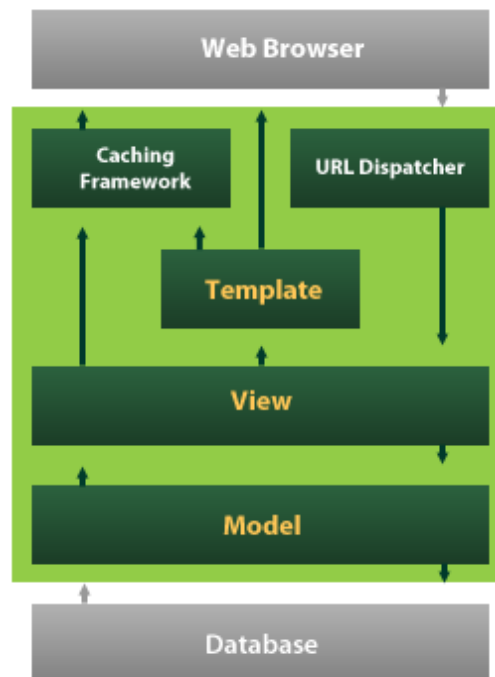 Web Browser
Caching
Framework
URL Dispatcher
Template
View
Model
Database